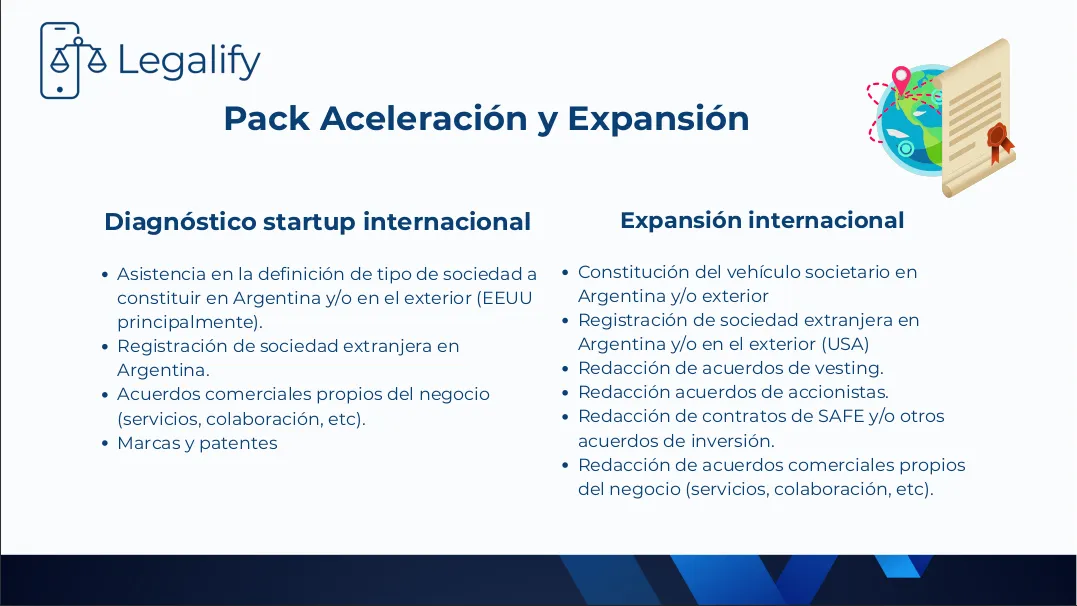 Legalify
Pack Aceleración y Expansión
Diagnóstico startup internacional
• Asistencia en la definición de tipo de sociedad a
constituir en Argentina y/o en el exterior (EEUU
principalmente).
• Registración de sociedad extranjera en
Argentina.
• Acuerdos comerciales propios del negocio
(servicios, colaboración, etc).
• Marcas y patentes
Expansión internacional
• Constitución del vehículo societario en
Argentina y/o exterior
• Registración de sociedad extranjera en
Argentina y/o en el exterior (USA)
• Redacción de acuerdos de vesting.
• Redacción acuerdos de accionistas.
• Redacción de contratos de SAFE y/o otros
acuerdos de inversión.
• Redacción de acuerdos comerciales propios
del negocio (servicios, colaboración, etc).